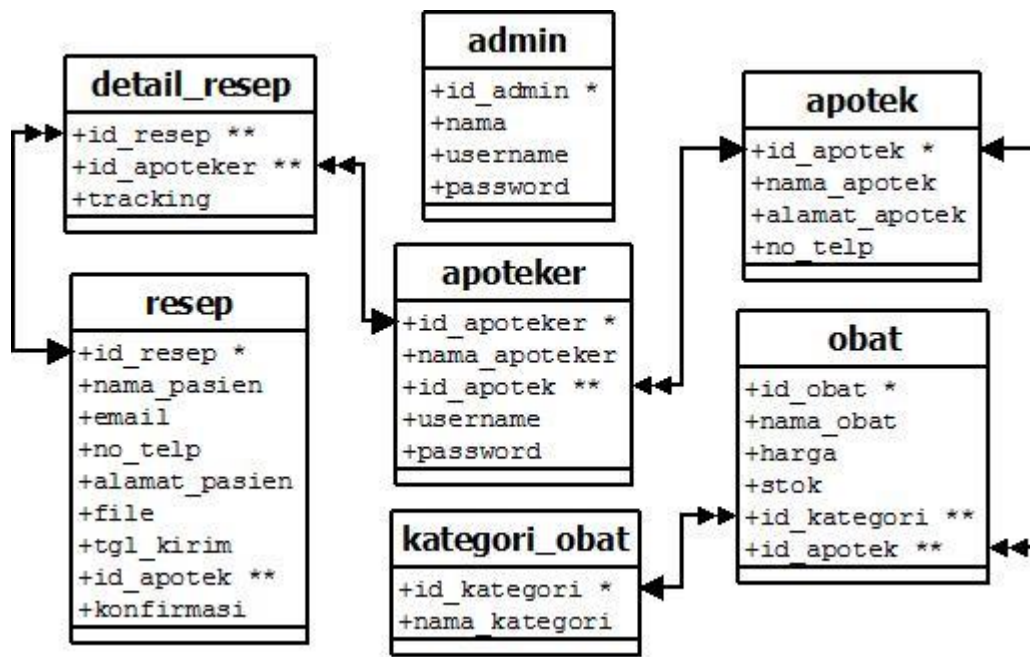 detail_resep
+id_resep **
+id_apoteker **
+tracking
admin
+id_admin *
+nama
+username
+password
apotek
+id_apotek *
+nama_apotek
+alamat_apotek
+no_telp
resep
+id_resep *
+nama_pasien
+email
+no_telp
+alamat_pasien
+file
+tgl_kirim
+id_apotek **
+konfirmasi
apoteker
+id_apoteker *
+nama_apoteker
+id_apotek **
+username
+password
obat
+id_obat *
+nama_obat
+harga
+stok
+id_kategori **
+id_apotek **
kategori_obat
+id_kategori *
+nama_kategori